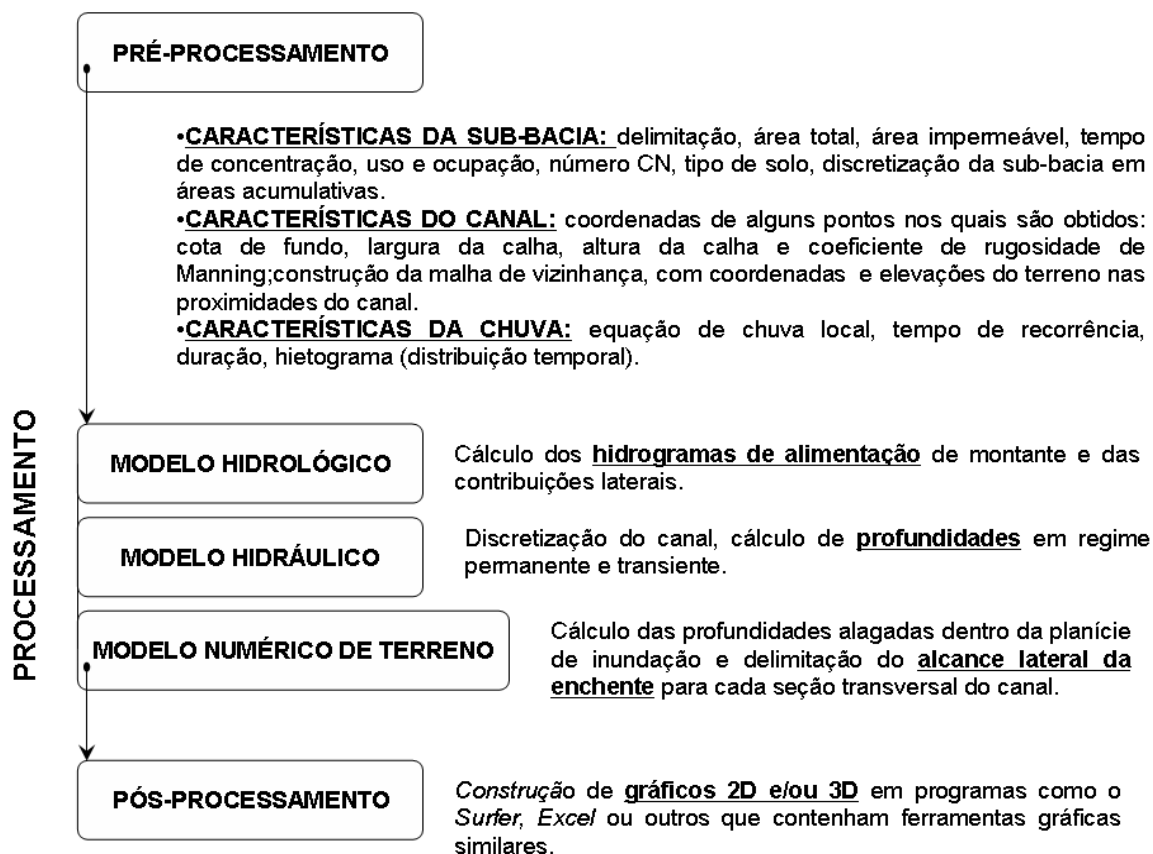 PRÉ-PROCESSAMENTO
•CARACTERÍSTICAS DA SUB-BACIA: delimitação, área total, área impermeável, tempo
de concentração, uso e ocupação, número CN, tipo de solo, discretização da sub-bacia em
áreas acumulativas.
•CARACTERÍSTICAS DO CANAL: coordenadas de alguns pontos nos quais são obtidos:
cota de fundo, largura da calha, altura da calha e coeficiente de rugosidade de
Manning;construção da malha de vizinhança, com coordenadas e elevações do terreno nas
proximidades do canal.
•CARACTERÍSTICAS DA CHUVA: equação de chuva local, tempo de recorrência,
duração, hietograma (distribuição temporal).
PROCESSAMENTO
MODELO HIDROLÓGICO
Cálculo dos hidrogramas de alimentação de montante e das
contribuições laterais.
MODELO HIDRÁULICO
Discretização do canal, cálculo de profundidades em regime
permanente e transiente.
MODELO NUMÉRICO DE TERRENO
Cálculo das profundidades alagadas dentro da planície
de inundação e delimitação do alcance lateral da
enchente para cada seção transversal do canal.
PÓS-PROCESSAMENTO
Construção de gráficos 2D e/ou 3D em programas como o
Surfer, Excel ou outros que contenham ferramentas gráficas
similares.